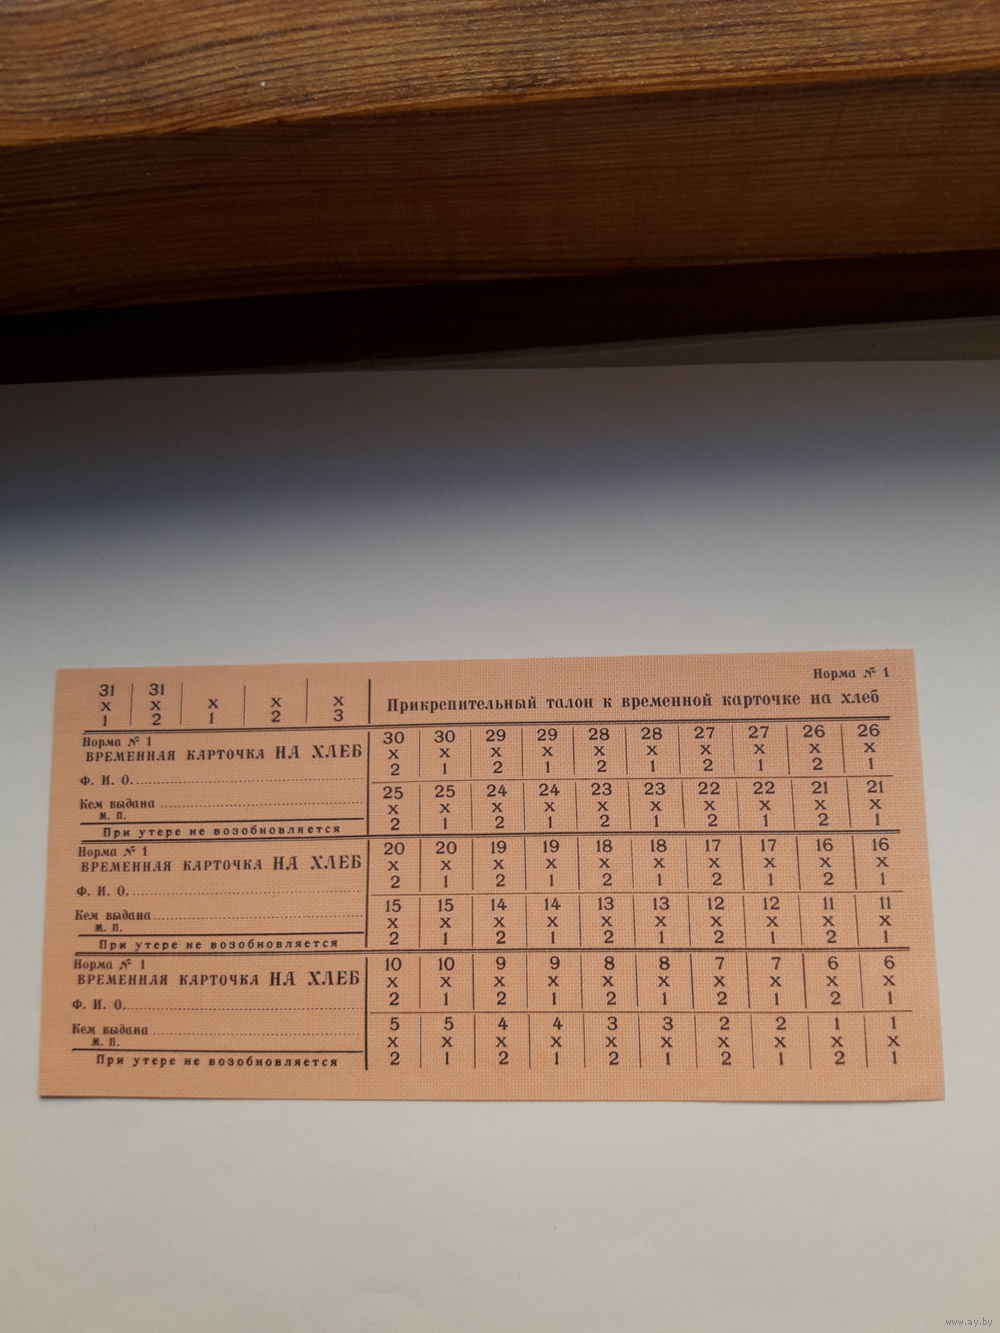 Норма № 1
31 31
х х х х х
1 2 1 2 3
Прикрепительный талон к временной карточке на хлеб
Норма № 1
ВРЕМЕННАЯ КАРТОЧКА НА ХЛЕБ
Ф. И. О.
Кем выдана
М. П.
При утере не возобновляется
30 30 29 29 28 28 27 27 26 26
х х х х х х х х х х
2 1 2 1 2 1 2 1 2 1
25 25 24 24 23 23 22 22 21 21
х х х х х х х х х х
2 1 2 1 2 1 2 1 2 1
Норма № 1
ВРЕМЕННАЯ КАРТОЧКА НА ХЛЕБ
Ф. И. О.
Кем выдана
М. П.
При утере не возобновляется
20 20 19 19 18 18 17 17 16 16
х х х х х х х х х х
2 1 2 1 2 1 2 1 2 1
15 15 14 14 13 13 12 12 11 11
х х х х х х х х х х
2 1 2 1 2 1 2 1 2 1
Норма № 1
ВРЕМЕННАЯ КАРТОЧКА НА ХЛЕБ
Ф. И. О.
Кем выдана
М. П.
При утере не возобновляется
10 10 9 9 8 8 7 7 6 6
х х х х х х х х х х
2 1 2 1 2 1 2 1 2 1
5 5 4 4 3 3 2 2 1 1
х х х х х х х х х х
2 1 2 1 2 1 2 1 2 1
www.ay.by